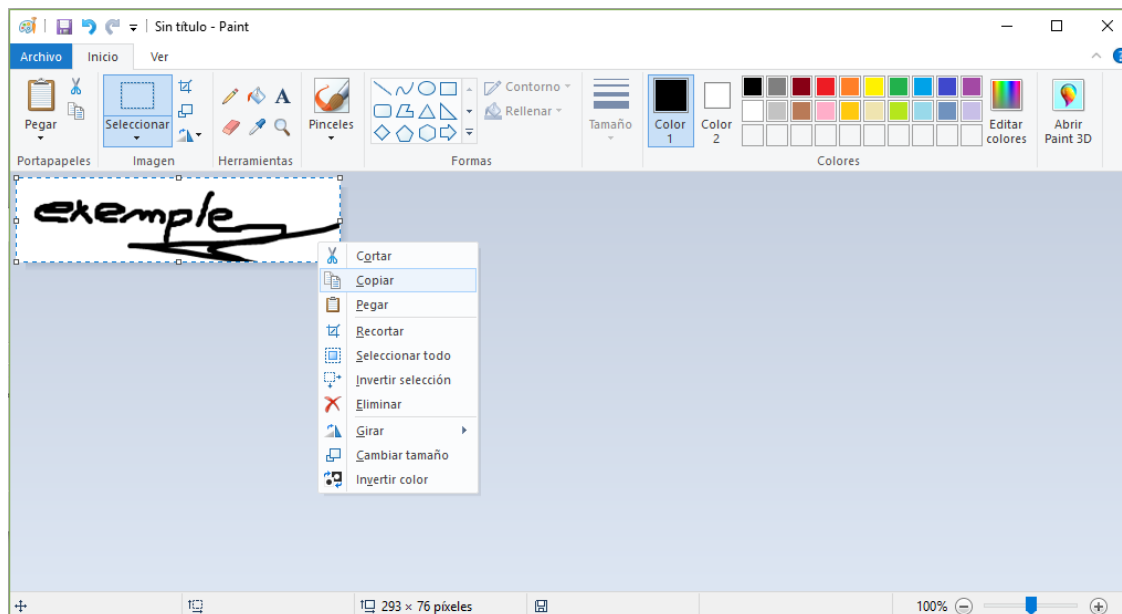 Sin título - Paint
Archivo Inicio Ver
Pegar Seleccionar Pinceles Contorno Rellenar Tamaño Color 1 Color 2 Editar colores Abrir Paint 3D
Portapapeles Imagen Herramientas Formas Colores
exemple
Cortar
Copiar
Pegar
Recortar
Seleccionar todo
Invertir selección
Eliminar
Girar
Cambiar tamaño
Invertir color
293 × 76 píxeles 100%